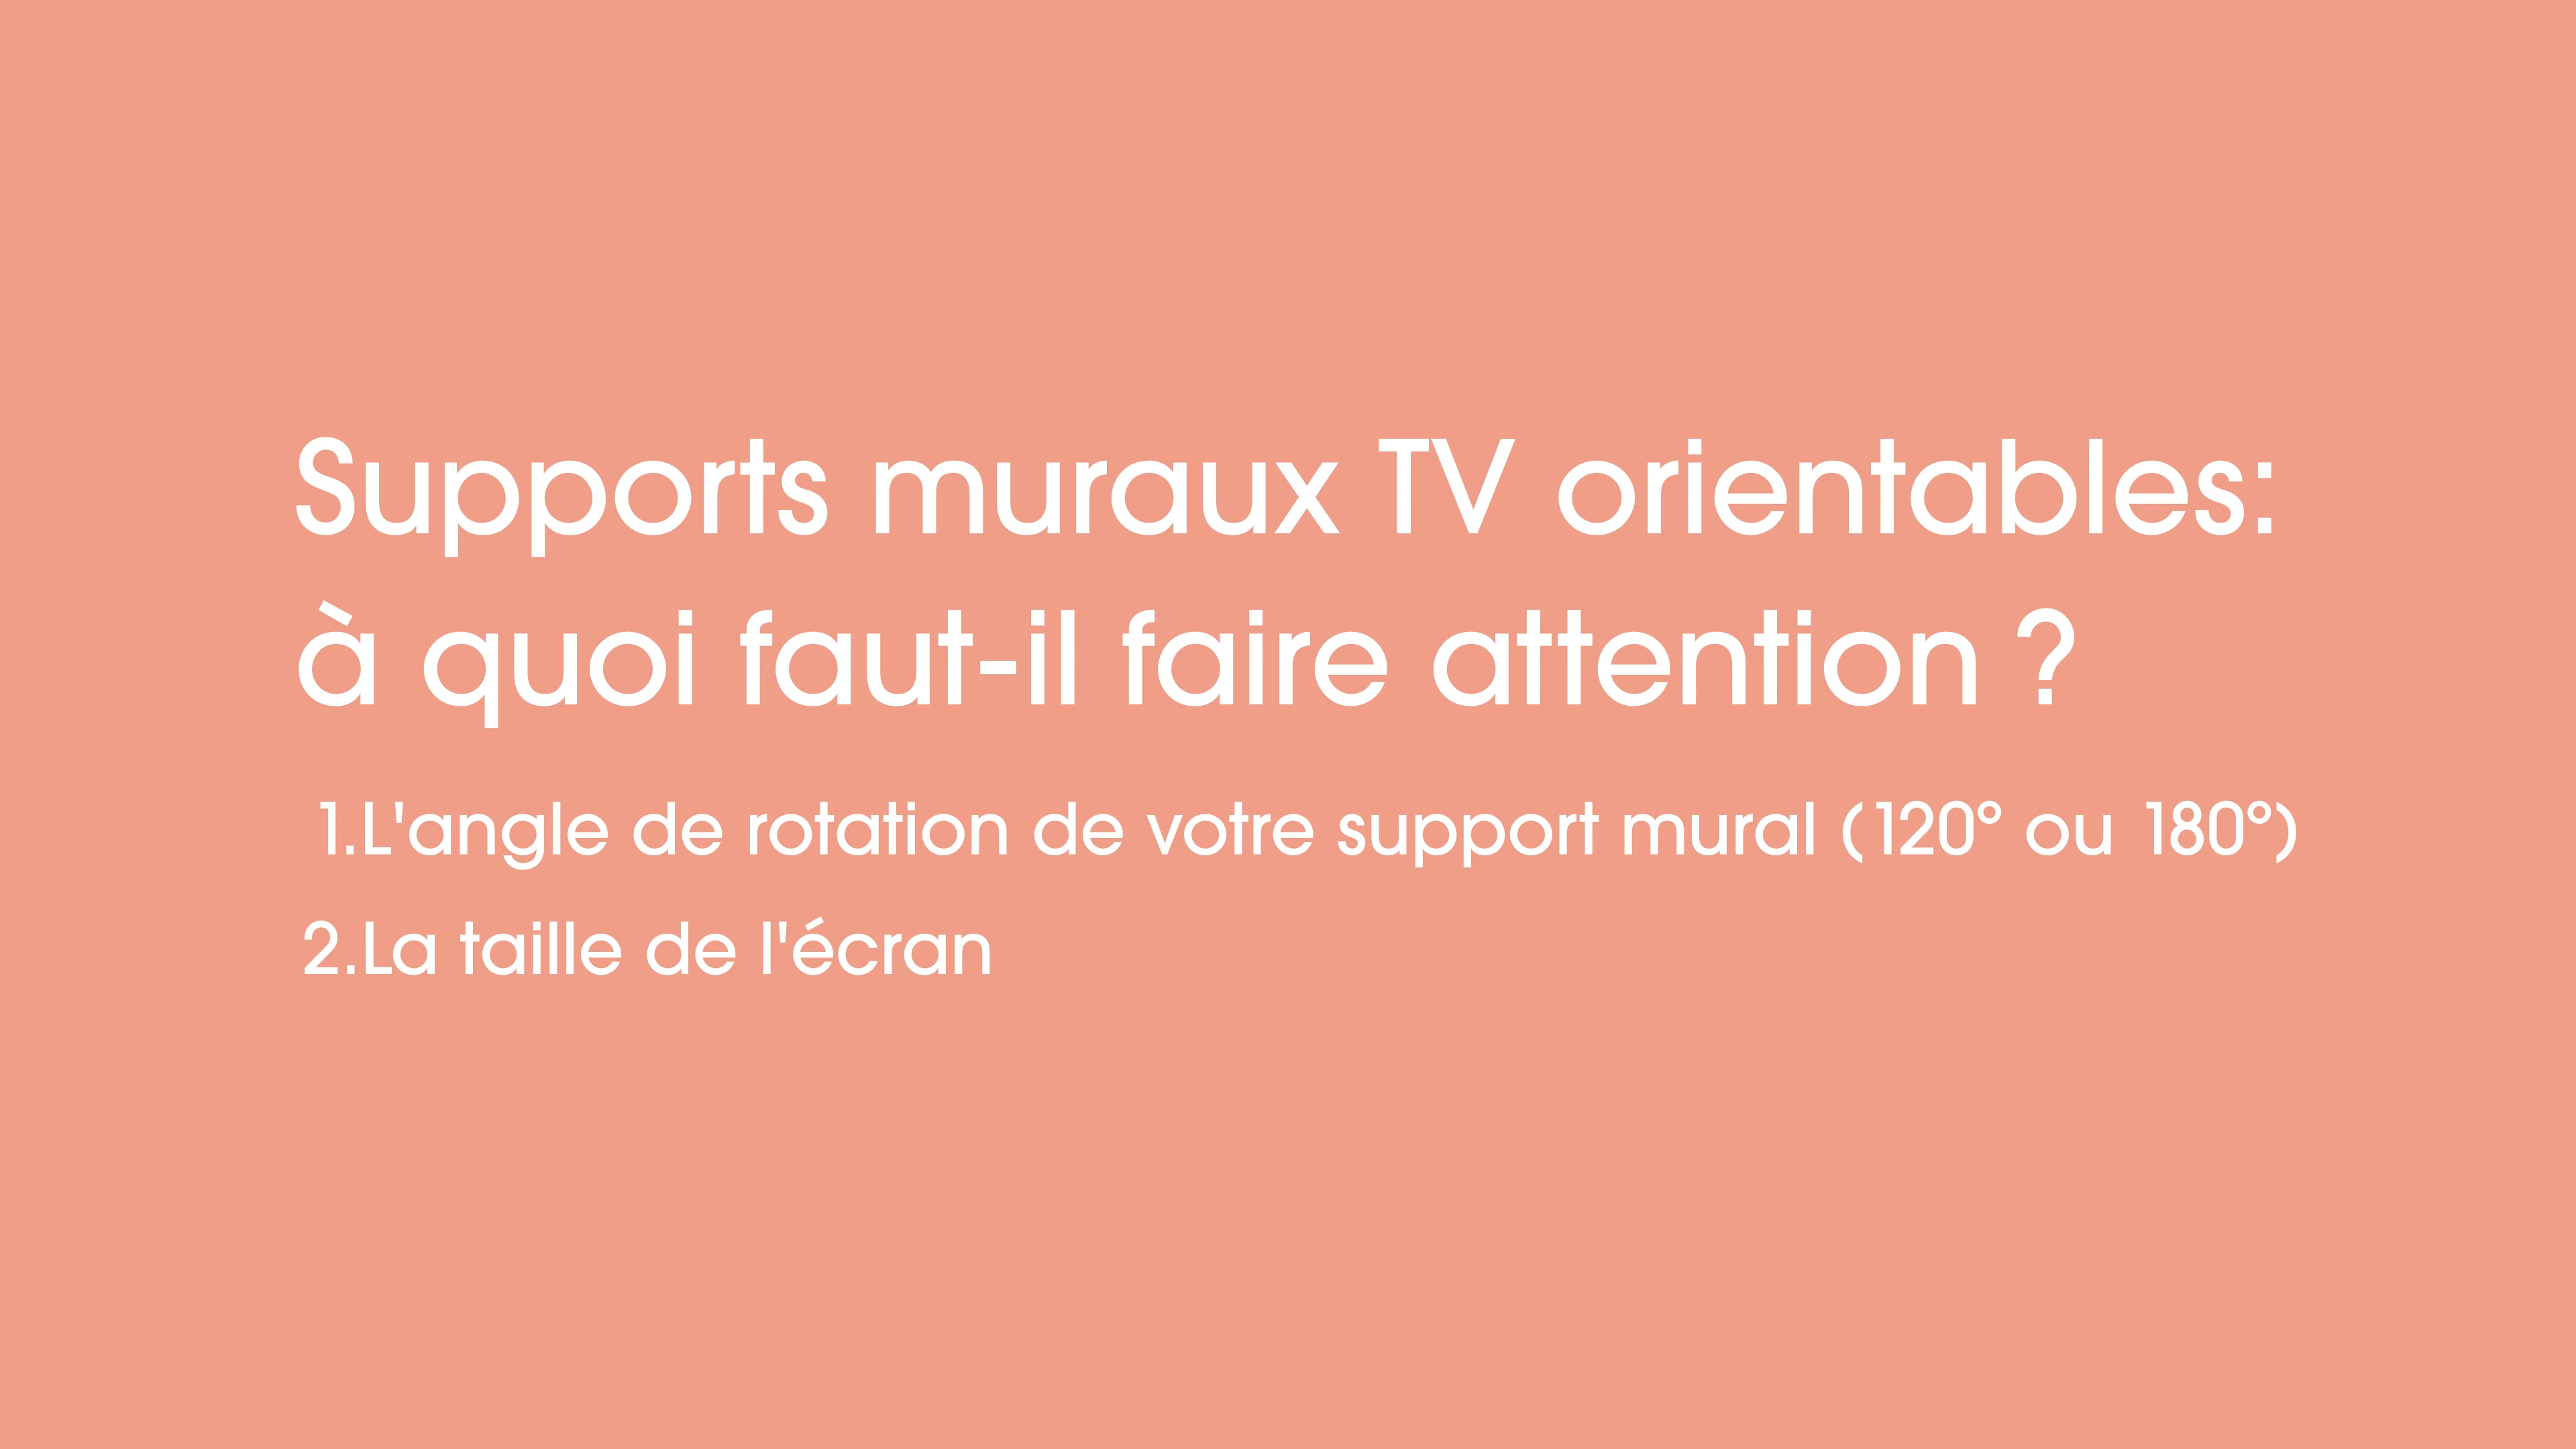 Supports muraux TV orientables:
à quoi faut-il faire attention ?
1.L'angle de rotation de votre support mural (120° ou 180°)
2.La taille de l'écran